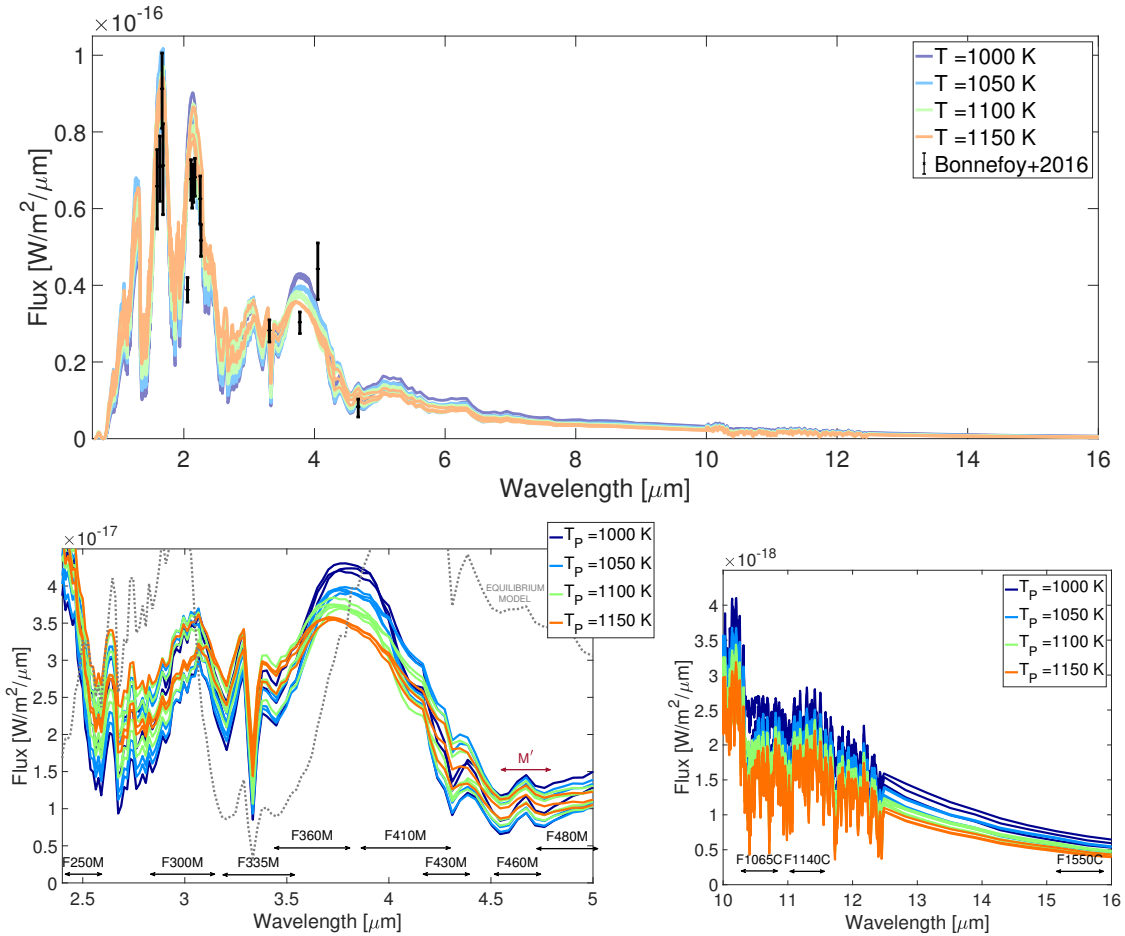 ×10⁻¹⁶
1
0.8
0.6
0.4
0.2
0
Flux [W/m²/μm]
2 4 6 8 10 12 14 16
Wavelength [μm]
T =1000 K
T =1050 K
T =1100 K
T =1150 K
Bonnefoy+2016
×10⁻¹⁷
4
3.5
3
2.5
2
1.5
1
0.5
0
Flux [W/m²/μm]
T_P =1000 K
T_P =1050 K
T_P =1100 K
T_P =1150 K
EQUILIBRIUM
MODEL
M′
F360M F410M F480M
F250M F300M F335M F430M F460M
2.5 3 3.5 4 4.5 5
Wavelength [μm]
×10⁻¹⁸
4
3.5
3
2.5
2
1.5
1
0.5
0
Flux [W/m²/μm]
T_P =1000 K
T_P =1050 K
T_P =1100 K
T_P =1150 K
F1065C F1140C F1550C
10 11 12 13 14 15 16
Wavelength [μm]